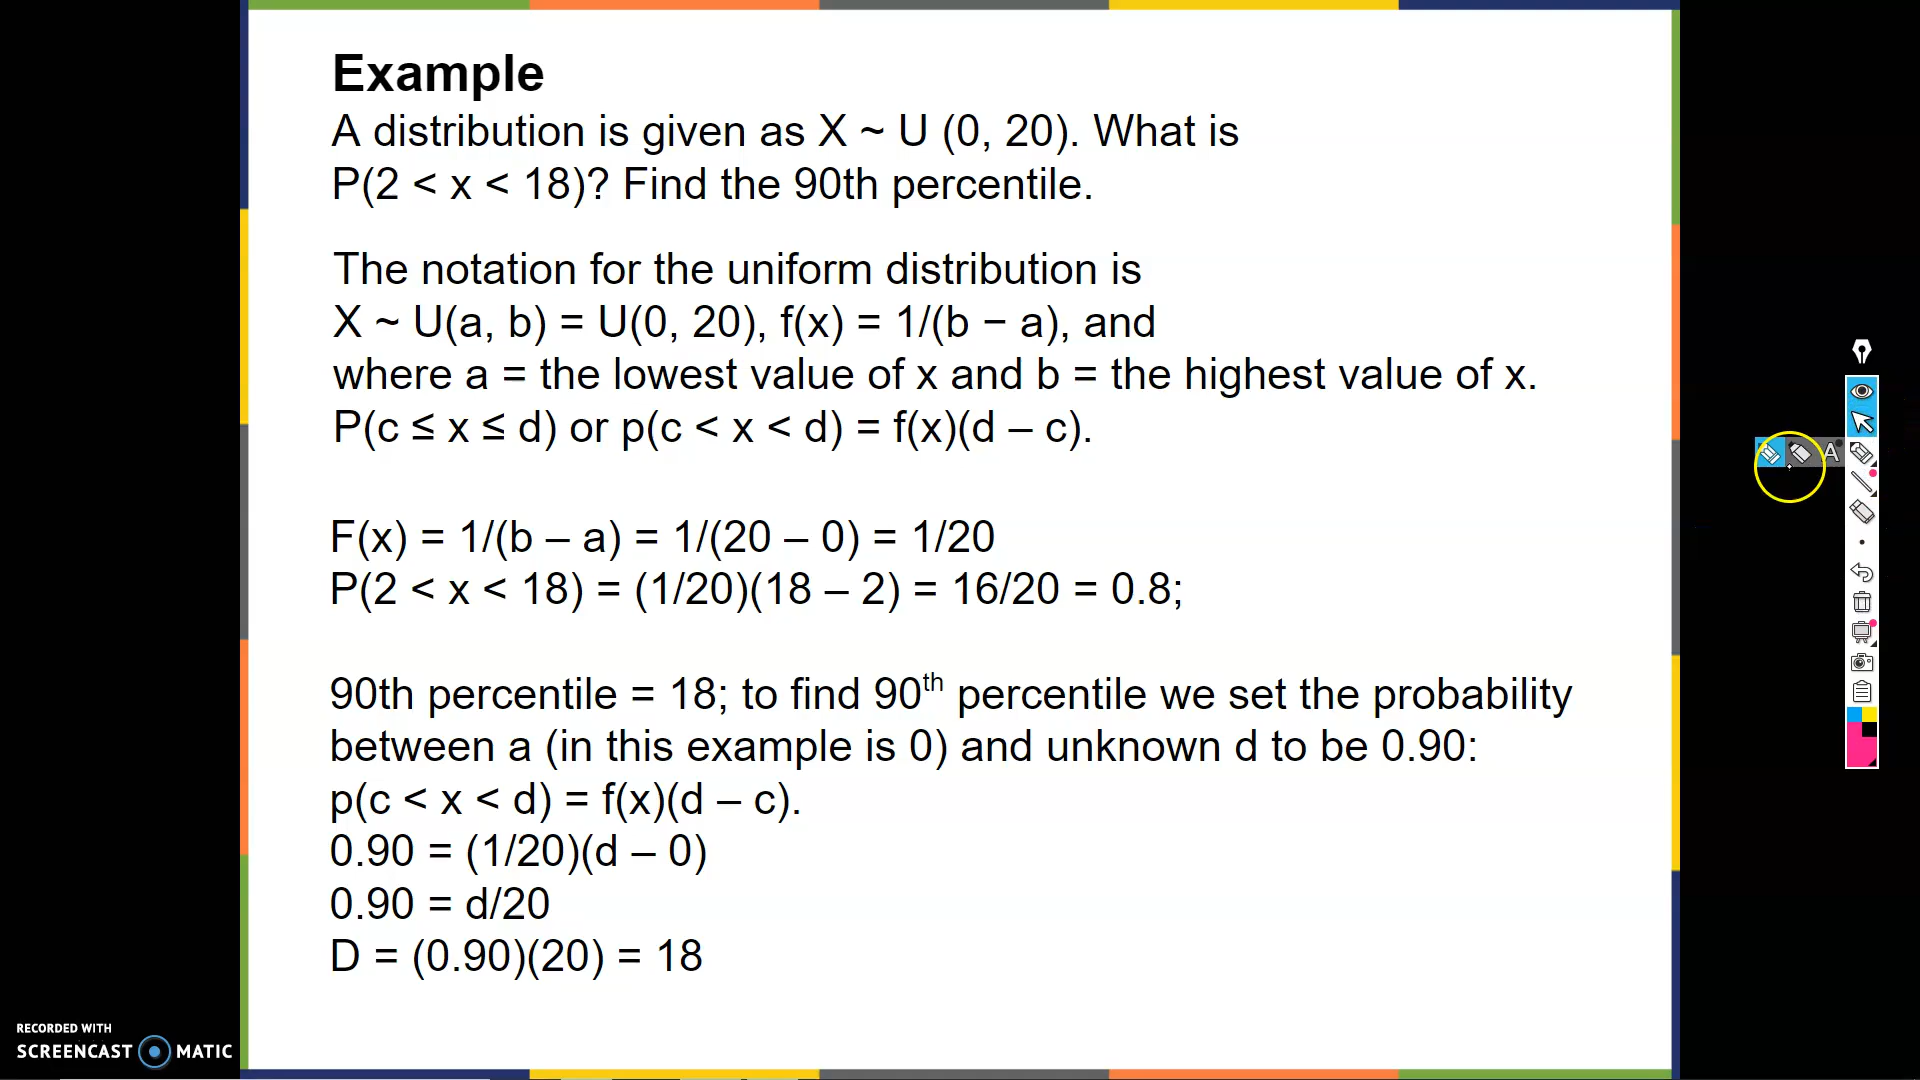 Example
A distribution is given as X ~ U (0, 20). What is
P(2 < x < 18)? Find the 90th percentile.
The notation for the uniform distribution is
X ~ U(a, b) = U(0, 20), f(x) = 1/(b − a), and
where a = the lowest value of x and b = the highest value of x.
P(c ≤ x ≤ d) or p(c < x < d) = f(x)(d – c).
F(x) = 1/(b – a) = 1/(20 – 0) = 1/20
P(2 < x < 18) = (1/20)(18 – 2) = 16/20 = 0.8;
90th percentile = 18; to find 90th percentile we set the probability
between a (in this example is 0) and unknown d to be 0.90:
p(c < x < d) = f(x)(d – c).
0.90 = (1/20)(d – 0)
0.90 = d/20
D = (0.90)(20) = 18
A
RECORDED WITH
SCREENCAST MATIC